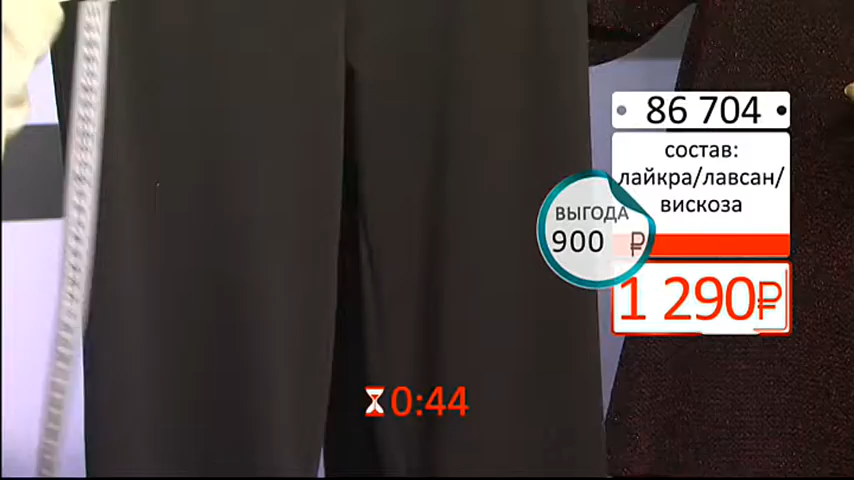 86 704
состав:
лайкра/лавсан/
вискоза
ВЫГОДА
900 ₽
1 290₽
0:44